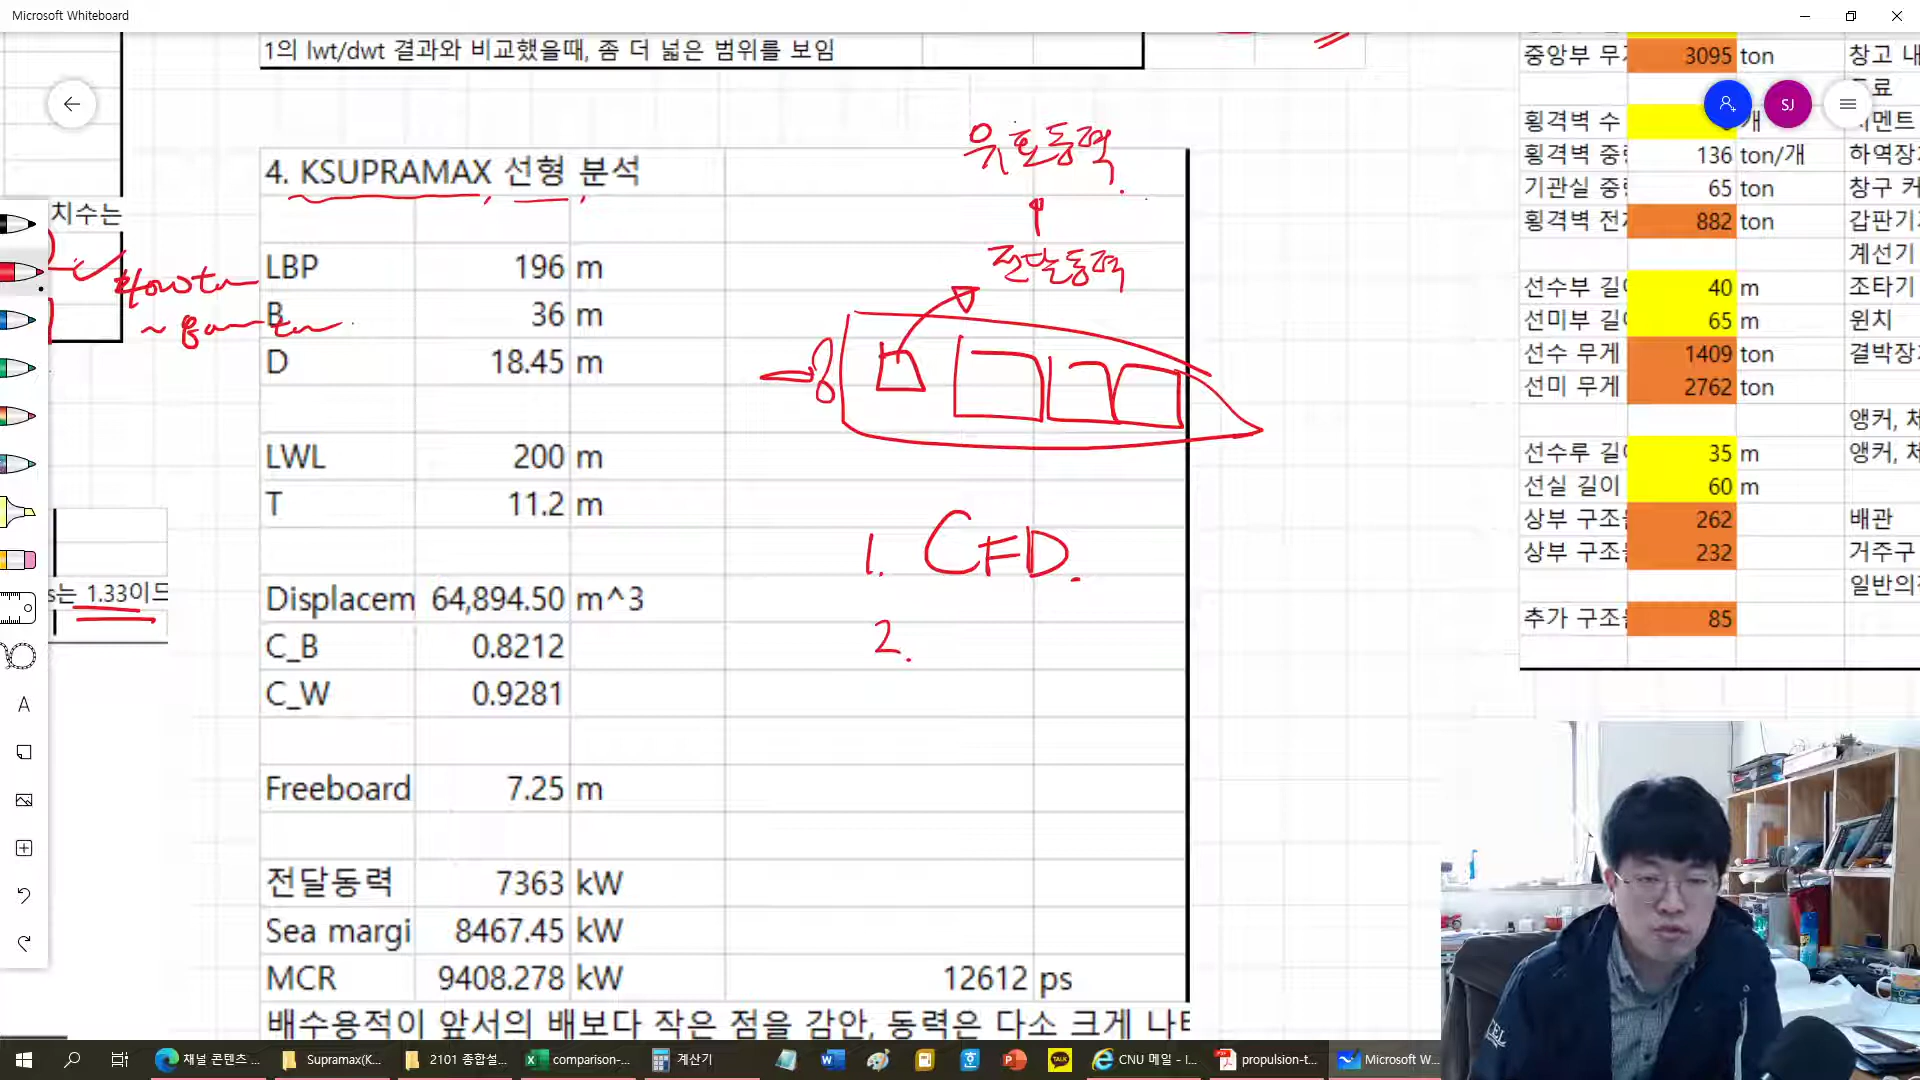 Microsoft Whiteboard
1의 lwt/dwt 결과와 비교했을때, 좀 더 넓은 범위를 보임
치수는
s는 1.33이
4. KSUPRAMAX 선형 분석
LBP 196 m
B 36 m
D 18.45 m
LWL 200 m
T 11.2 m
Displacem 64,894.50 m^3
C_B 0.8212
C_W 0.9281
Freeboard 7.25 m
전달동력 7363 kW
Sea margi 8467.45 kW
MCR 9408.278 kW 12612 ps
배수용적이 앞서의 배보다 작은 점을 감안, 동력은 다소 크게
유효동력
전달동력
1. CFD.
2.
중앙부 무 3095 ton 창고 내
료
횡격벽 수 개 시멘트
횡격벽 중 136 ton/개 하역장
기관실 중 65 ton 창구 커
횡격벽 전 882 ton 갑판기
계선기
선수부 길 40 m 조타기
선미부 길 65 m 윈치
선수 무게 1409 ton 결박장
선미 무게 2762 ton
앵커, 체
선수루 길 35 m 앵커, 체
선실 길이 60 m
상부 구조 262 배관
상부 구조 232 거주구
일반의
추가 구조 85
SJ
채널 콘텐츠 ...
Supramax(K...
2101 종합설...
comparison-...
계산기
TALK
CNU 메일 - I...
propulsion-t...
Microsoft W...